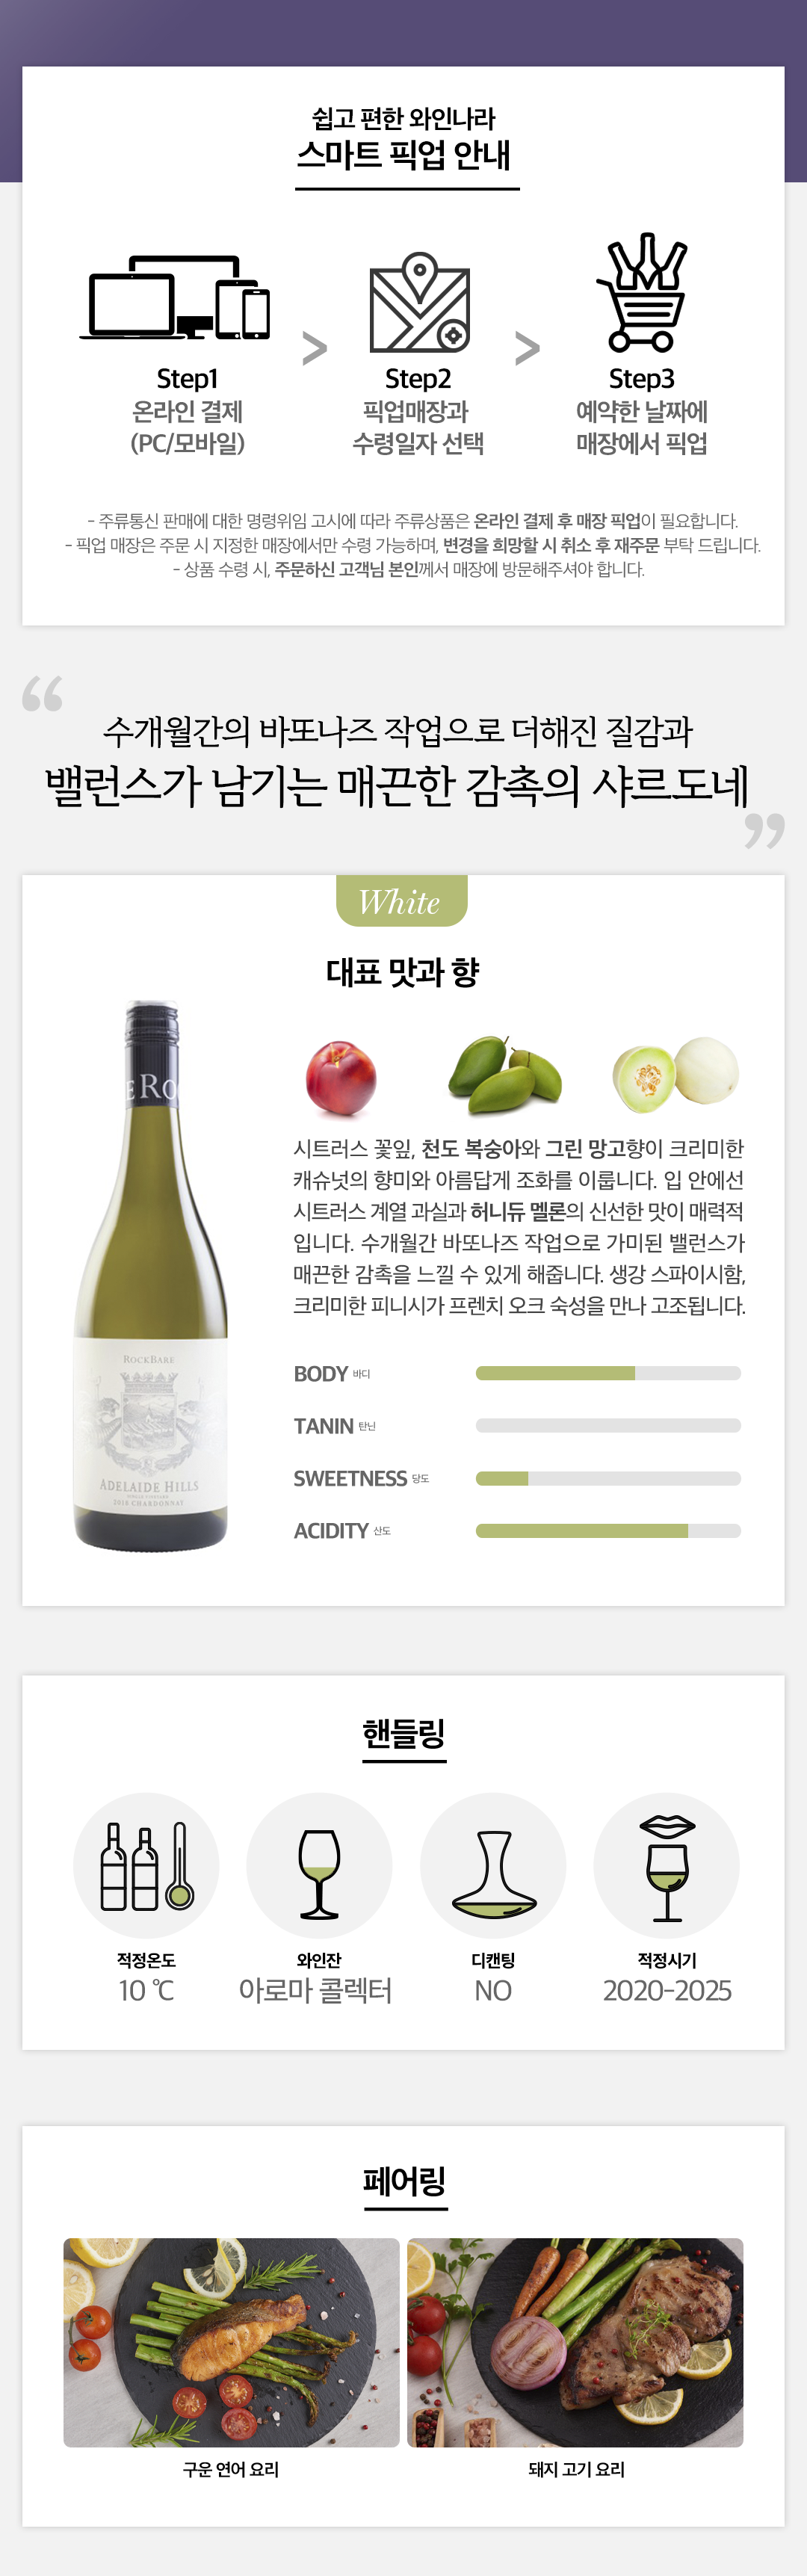 쉽고 편한 와인나라
스마트 픽업 안내
Step1
온라인 결제
(PC/모바일)
>
Step2
픽업매장과
수령일자 선택
>
Step3
예약한 날짜에
매장에서 픽업
- 주류통신 판매에 대한 명령위임 고시에 따라 주류상품은 온라인 결제 후 매장 픽업이 필요합니다.
- 픽업 매장은 주문 시 지정한 매장에서만 수령 가능하며, 변경을 희망할 시 취소 후 재주문 부탁 드립니다.
- 상품 수령 시, 주문하신 고객님 본인께서 매장에 방문해주셔야 합니다.
“
수개월간의 바또나즈 작업으로 더해진 질감과
밸런스가 남기는 매끈한 감촉의 샤르도네
”
White
대표 맛과 향
E RO
시트러스 꽃잎, 천도 복숭아와 그린 망고향이 크리미한
캐슈넛의 향미와 아름답게 조화를 이룹니다. 입 안에선
시트러스 계열 과실과 허니듀 멜론의 신선한 맛이 매력적
입니다. 수개월간 바또나즈 작업으로 가미된 밸런스가
매끈한 감촉을 느낄 수 있게 해줍니다. 생강 스파이시함,
크리미한 피니시가 프렌치 오크 숙성을 만나 고조됩니다.
ROCKBARE
ADELAIDE HILLS
SINGLE VINEYARD
2018 CHARDONNAY
BODY 바디
TANIN 탄닌
SWEETNESS 당도
ACIDITY 산도
핸들링
적정온도
10 ℃
와인잔
아로마 콜렉터
디캔팅
NO
적정시기
2020-2025
페어링
구운 연어 요리
돼지 고기 요리